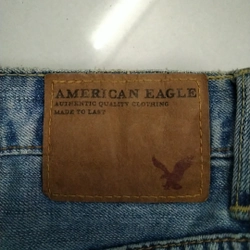 AMERICAN EAGLE
AUTHENTIC QUALITY CLOTHING
MADE TO LAST